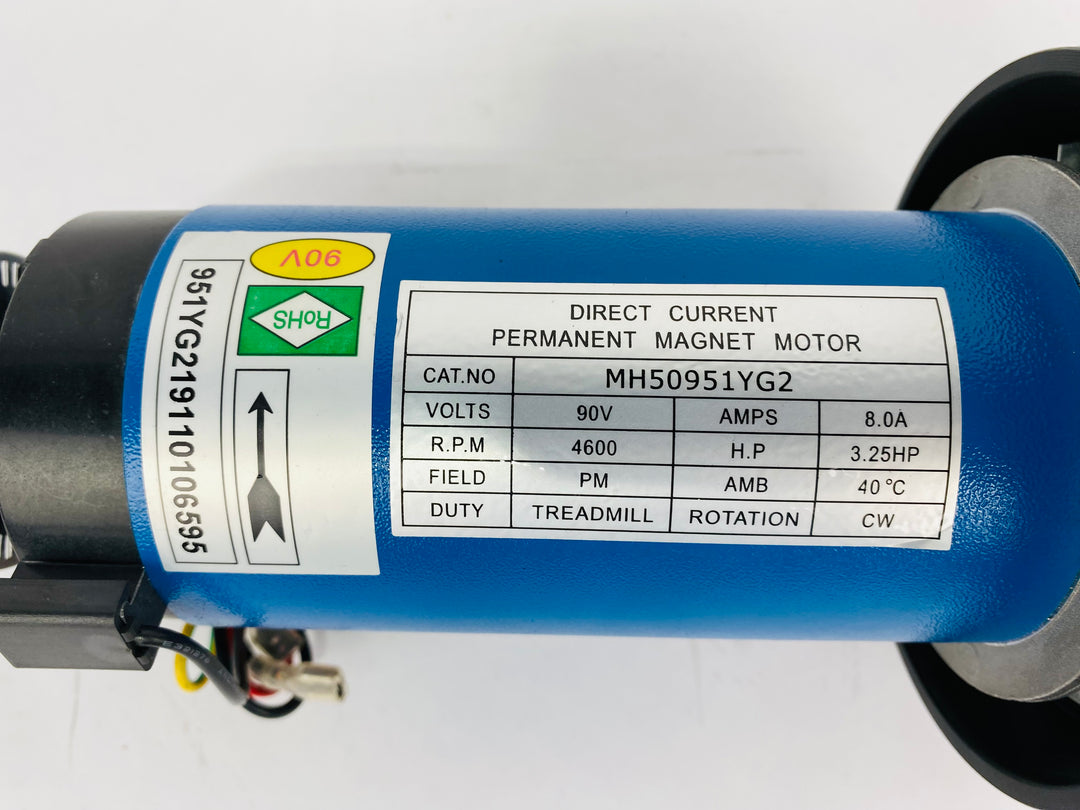 90V
RoHS
951YG219110106595
DIRECT CURRENT
PERMANENT MAGNET MOTOR
CAT.NO MH50951YG2
VOLTS 90V AMPS 8.0A
R.P.M 4600 H.P 3.25HP
FIELD PM AMB 40°C
DUTY TREADMILL ROTATION CW